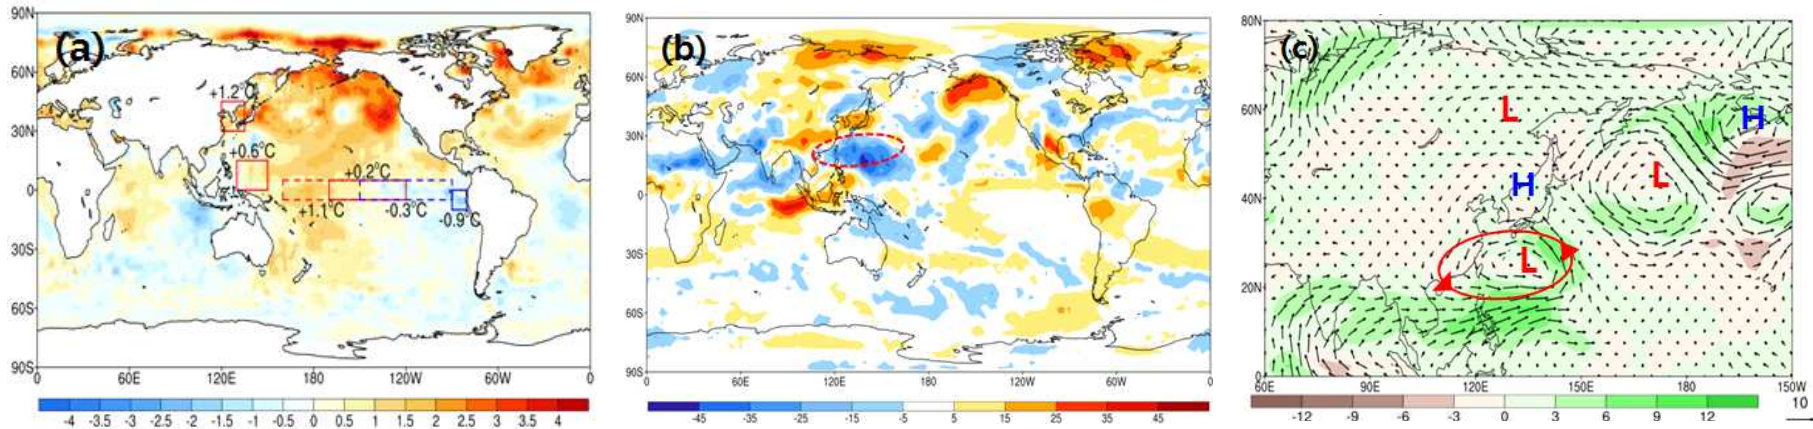 (a)
90N
60N
30N
0
30S
60S
90S
+1.2°C
+0.6°C
+0.2°C
+1.1°C
-0.3°C
-0.9°C
0 60E 120E 180 120W 60W 0
-4 -3.5 -3 -2.5 -2 -1.5 -1 -0.5 0 0.5 1 1.5 2 2.5 3 3.5 4
(b)
90N
60N
30N
0
30S
60S
90S
0 60E 120E 180 120W 60W 0
-45 -35 -25 -15 -5 5 15 25 35 45
(c)
80N
60N
40N
20N
0
L
H
L
H
L
60E 90E 120E 150E 180 150W
-12 -9 -6 -3 0 3 6 9 12
10